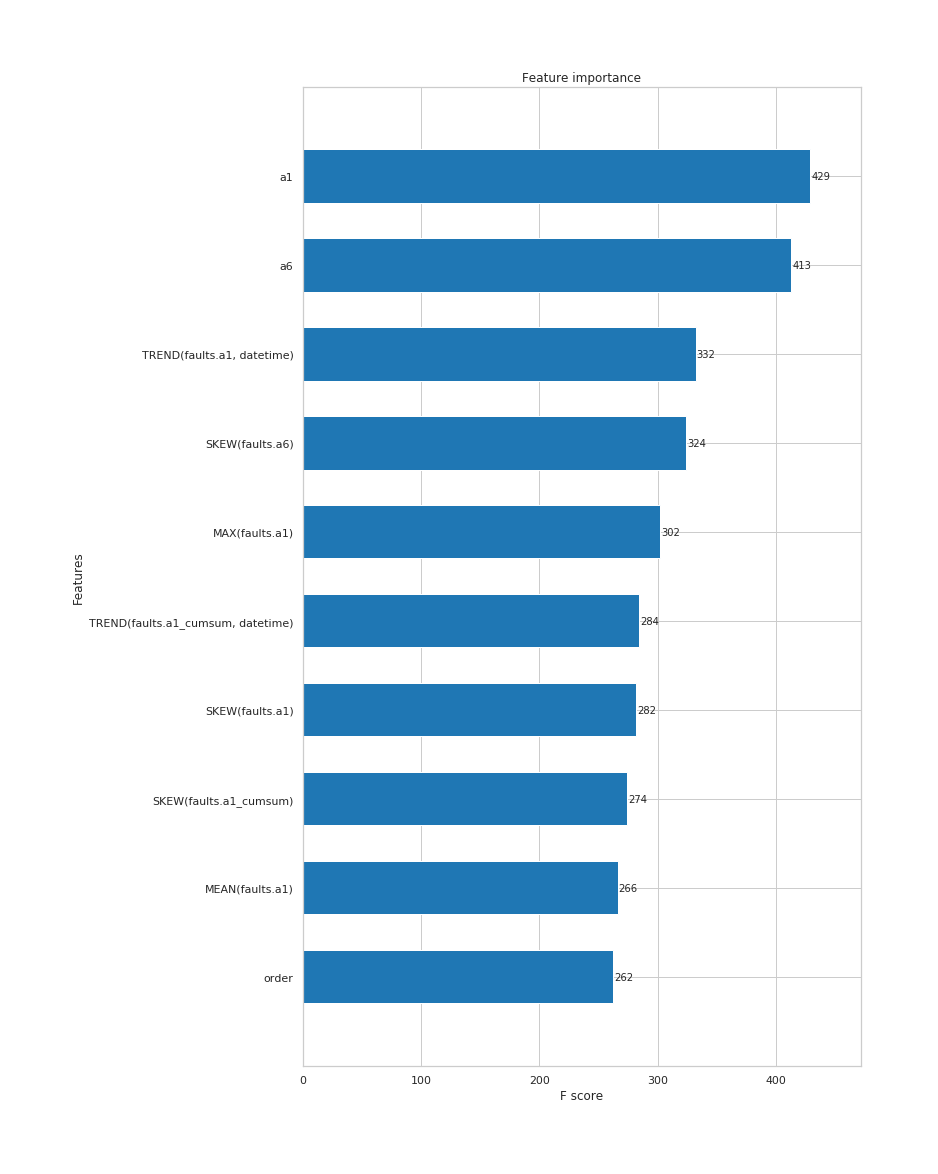 Feature importance
a1
429
a6
413
TREND(faults.a1, datetime)
332
SKEW(faults.a6)
324
MAX(faults.a1)
302
Features
TREND(faults.a1_cumsum, datetime)
284
SKEW(faults.a1)
282
SKEW(faults.a1_cumsum)
274
MEAN(faults.a1)
266
order
262
0 100 200 300 400
F score